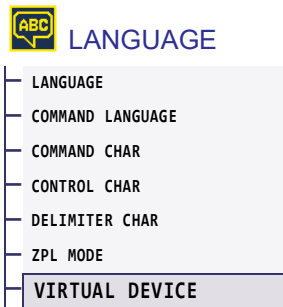 ABC
LANGUAGE
LANGUAGE
COMMAND LANGUAGE
COMMAND CHAR
CONTROL CHAR
DELIMITER CHAR
ZPL MODE
VIRTUAL DEVICE